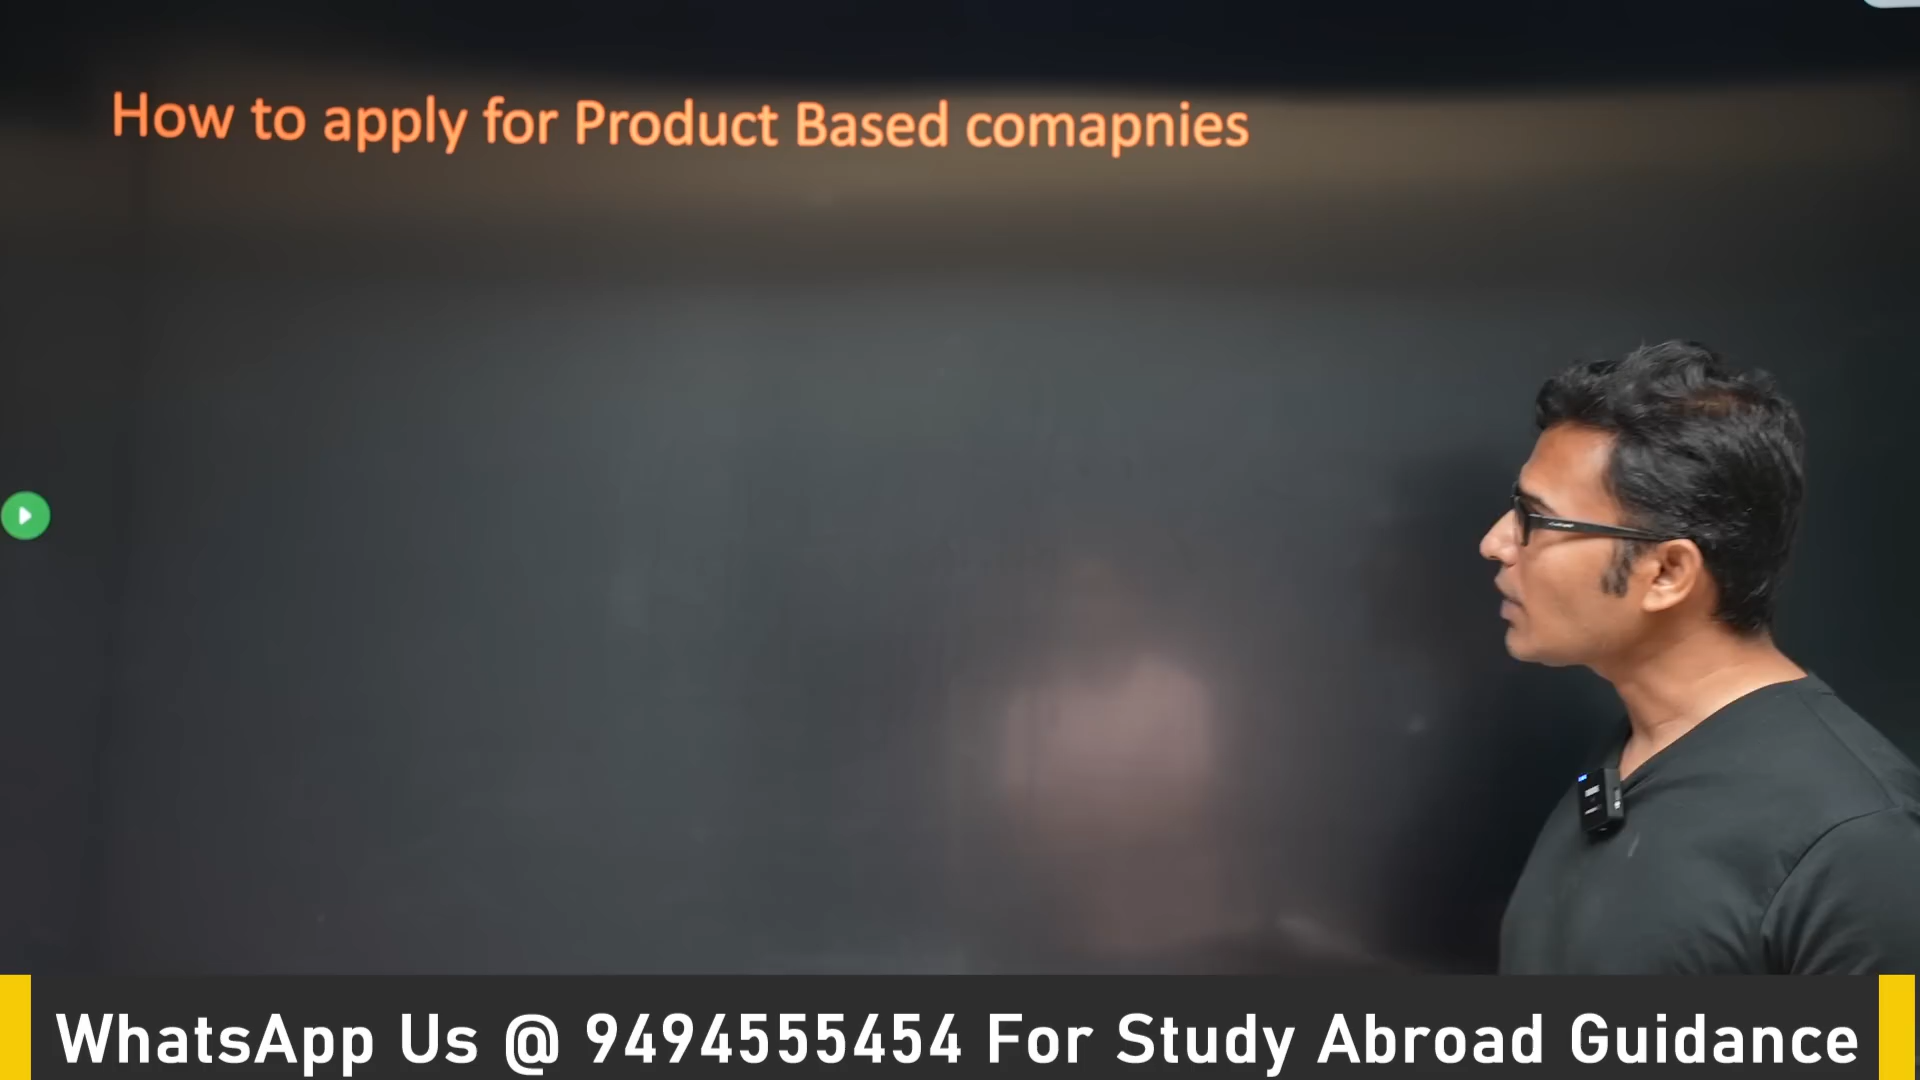 How to apply for Product Based comapnies
WhatsApp Us @ 9494555454 For Study Abroad Guidance